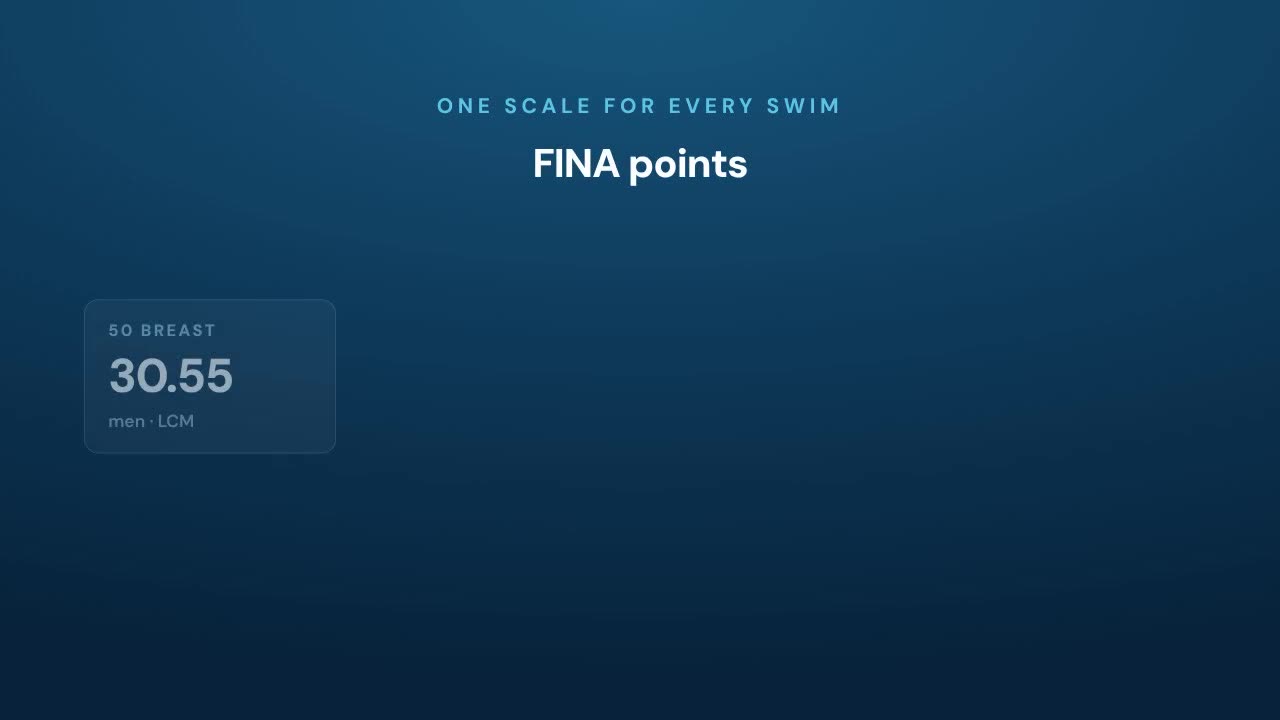 ONE SCALE FOR EVERY SWIM
FINA points
50 BREAST
30.55
men · LCM